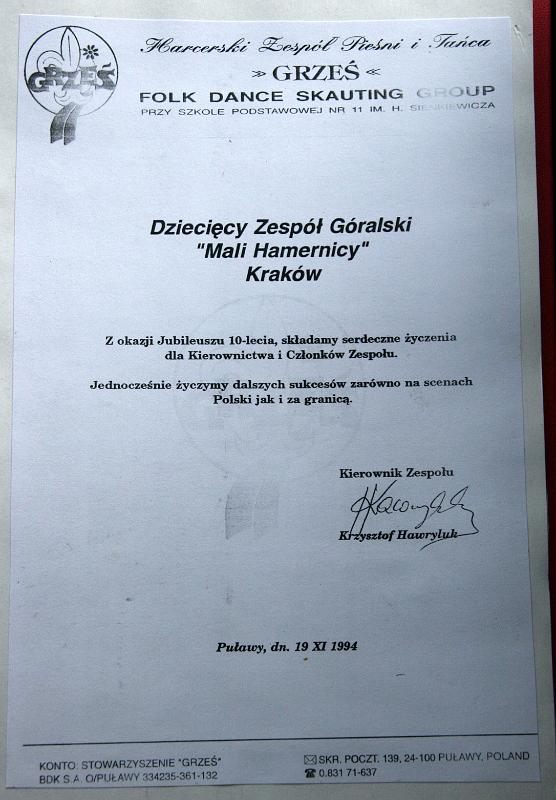 GRZEŚ
Harcerski Zespół Pieśni i Tańca
» GRZEŚ «
FOLK DANCE SKAUTING GROUP
PRZY SZKOLE PODSTAWOWEJ NR 11 IM. H. SIENKIEWICZA
Dziecięcy Zespół Góralski
"Mali Hamernicy"
Kraków
Z okazji Jubileuszu 10-lecia, składamy serdeczne życzenia
dla Kierownictwa i Członków Zespołu.
Jednocześnie życzymy dalszych sukcesów zarówno na scenach
Polski jak i za granicą.
Kierownik Zespołu
Krzysztof Hawryluk
Puławy, dn. 19 XI 1994
KONTO: STOWARZYSZENIE "GRZEŚ"
BDK S.A. O/PUŁAWY 334235-361-132
SKR. POCZT. 139, 24-100 PUŁAWY, POLAND
0.831 71-637